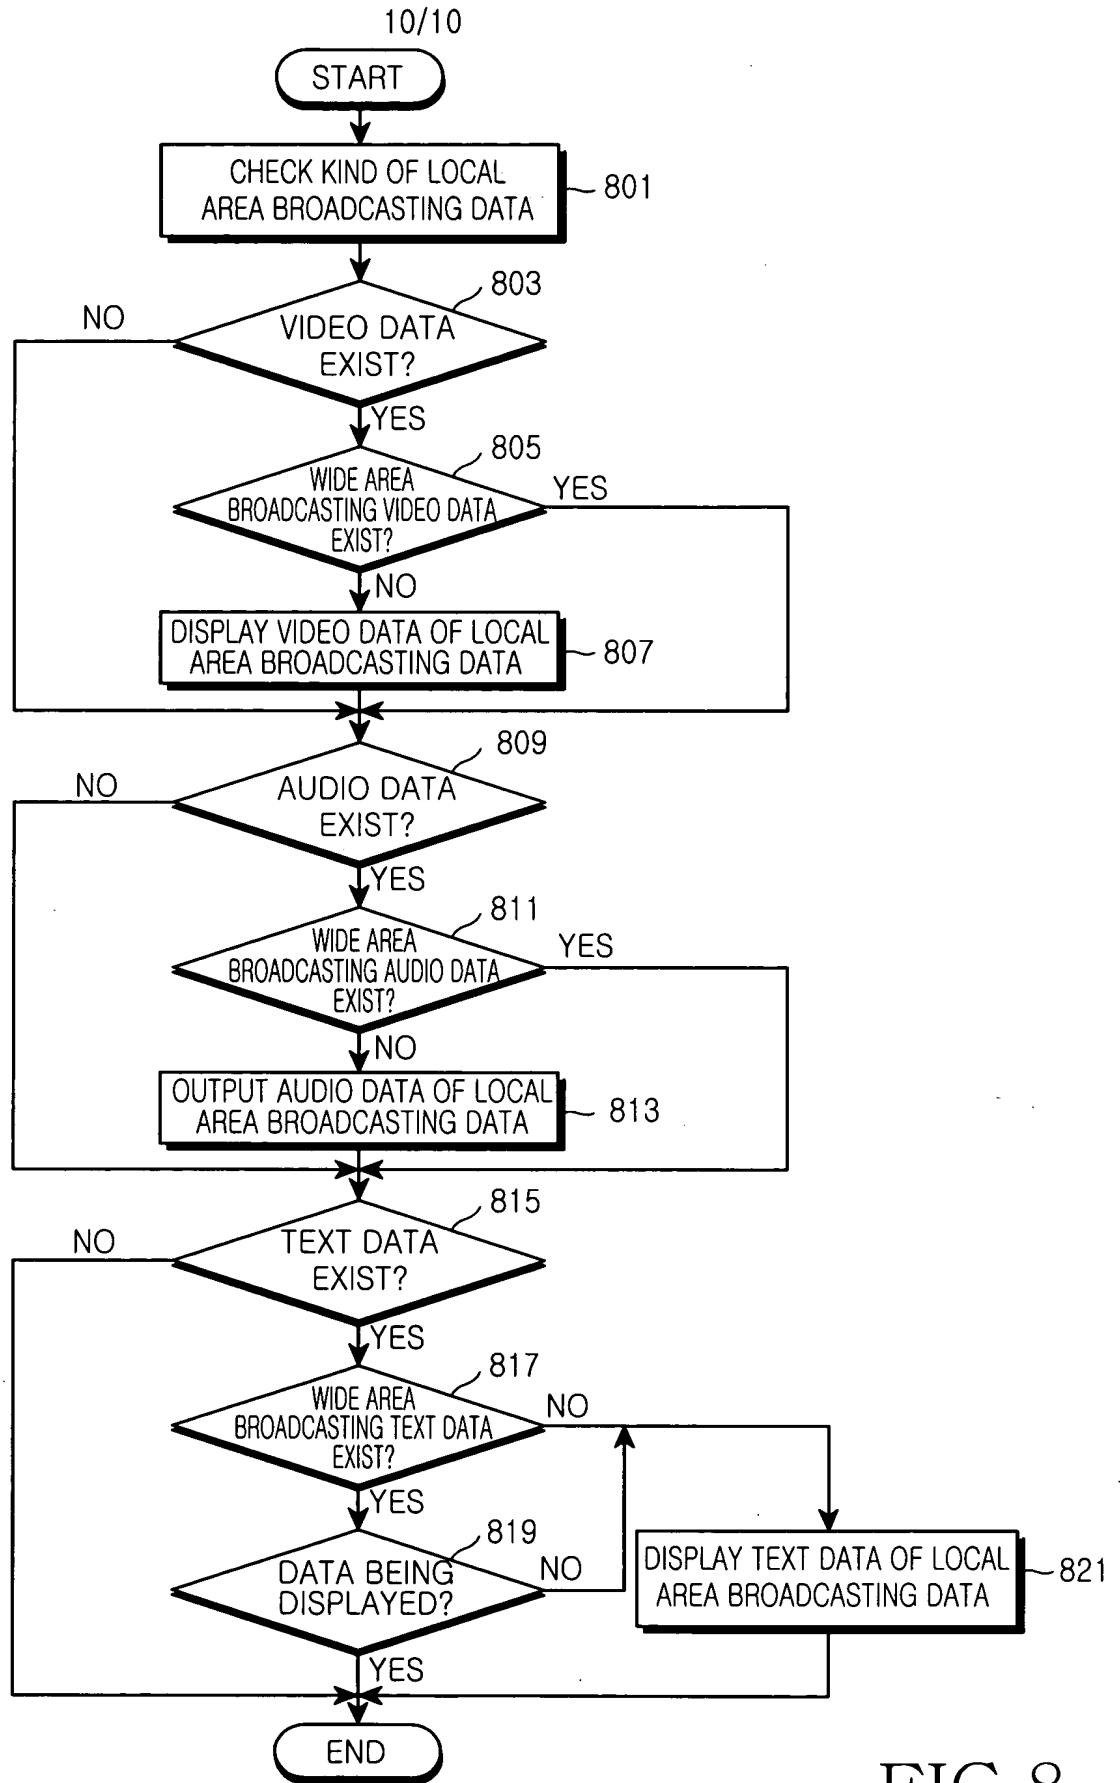 10/10
START
CHECK KIND OF LOCAL
AREA BROADCASTING DATA
801
803
NO
VIDEO DATA
EXIST?
YES
805
WIDE AREA
BROADCASTING VIDEO DATA
EXIST?
YES
NO
DISPLAY VIDEO DATA OF LOCAL
AREA BROADCASTING DATA
807
809
NO
AUDIO DATA
EXIST?
YES
811
WIDE AREA
BROADCASTING AUDIO DATA
EXIST?
YES
NO
OUTPUT AUDIO DATA OF LOCAL
AREA BROADCASTING DATA
813
815
NO
TEXT DATA
EXIST?
YES
817
WIDE AREA
BROADCASTING TEXT DATA
EXIST?
NO
YES
819
DATA BEING
DISPLAYED?
NO
DISPLAY TEXT DATA OF LOCAL
AREA BROADCASTING DATA
821
YES
END
FIG.8